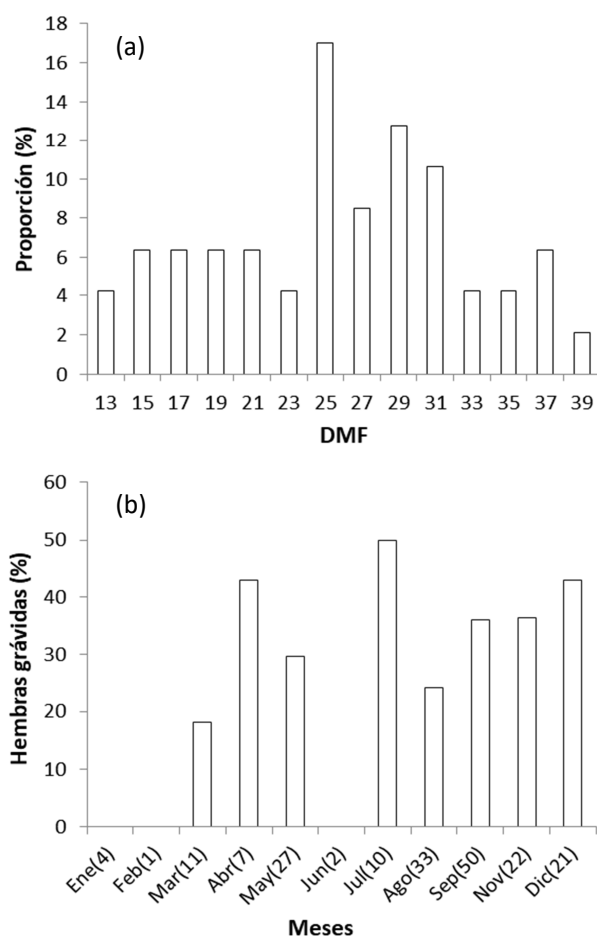 (a)
Proporción (%)
18
16
14
12
10
8
6
4
2
0
13 15 17 19 21 23 25 27 29 31 33 35 37 39
DMF
(b)
Hembras grávidas (%)
60
50
40
30
20
10
0
Ene(4) Feb(1) Mar(11) Abr(7) May(27) Jun(2) Jul(10) Ago(33) Sep(50) Nov(22) Dic(21)
Meses